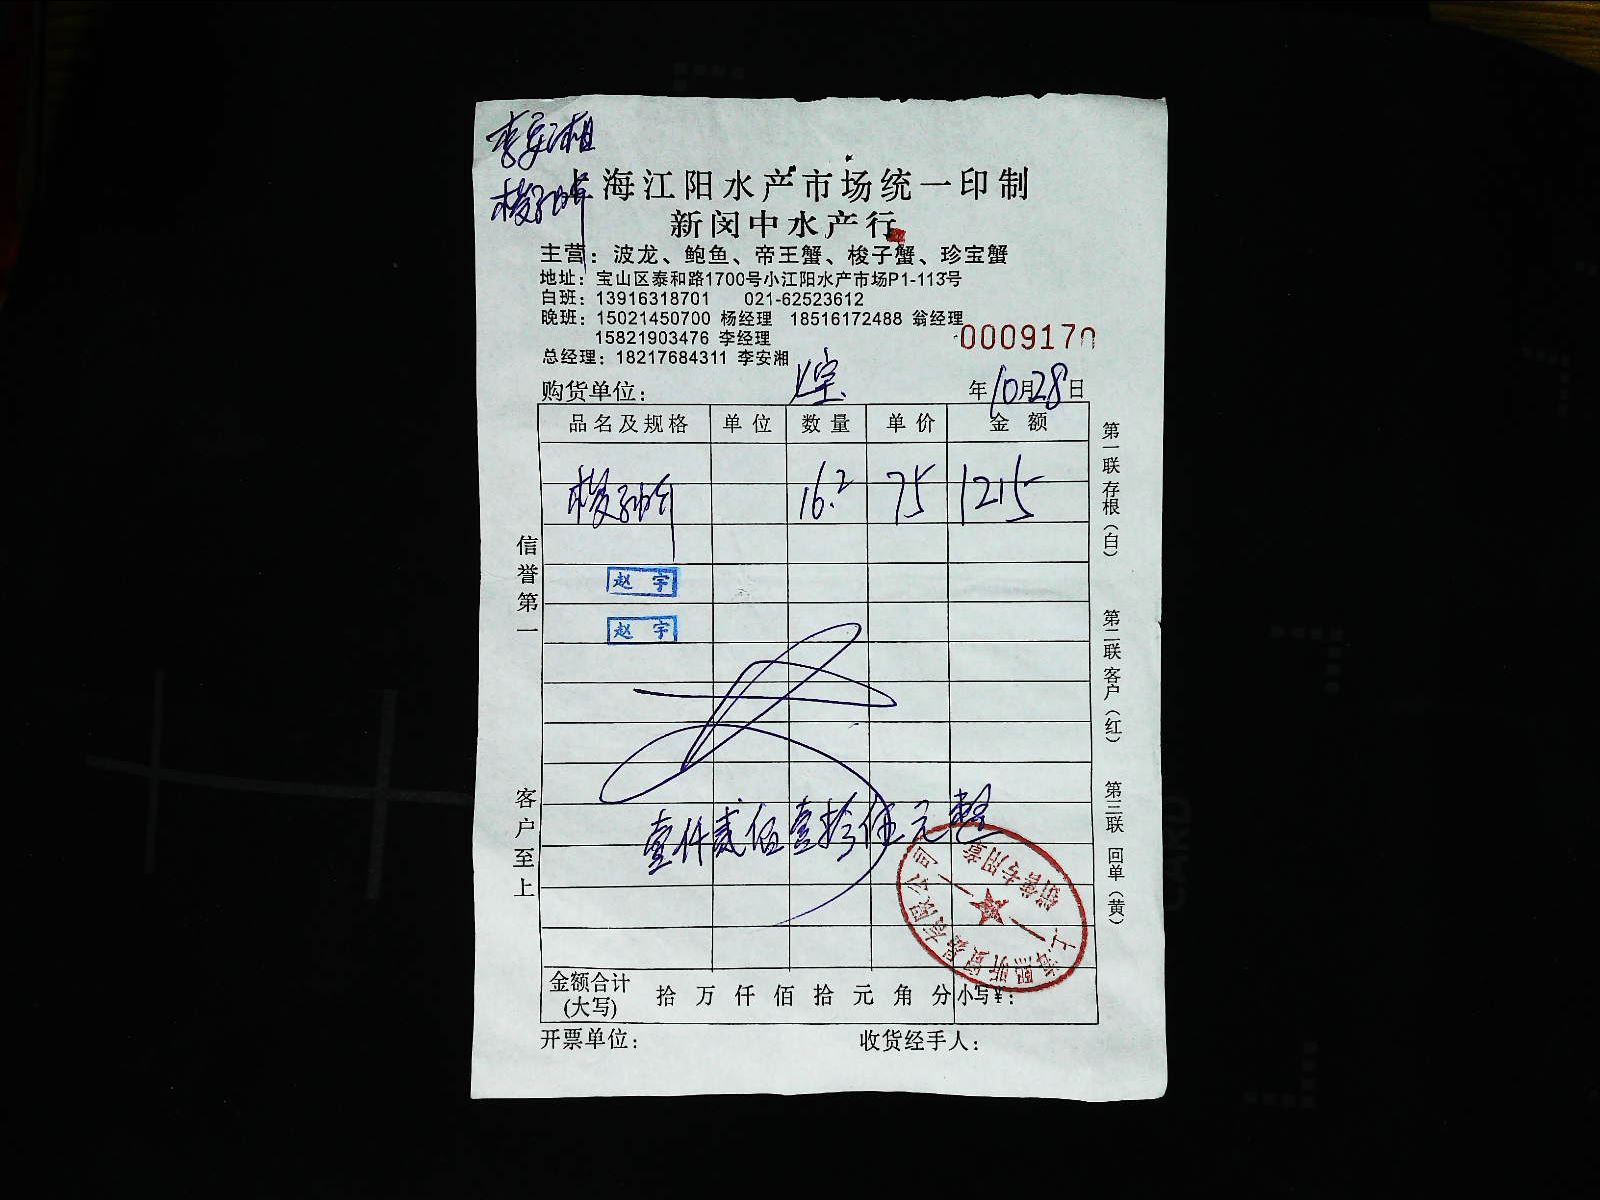 李安湘
梭子蟹
上海江阳水产市场统一印制
新闵中水产行
主营：波龙、鲍鱼、帝王蟹、梭子蟹、珍宝蟹
地址：宝山区泰和路1700号小江阳水产市场P1-113号
白班：13916318701 021-62523612
晚班：15021450700 杨经理 18516172488 翁经理
15821903476 李经理
0009170
总经理：18217684311 李安湘
购货单位： 年10月28日
品名及规格 单位 数量 单价 金额
梭子蟹 16.2 75 1215
赵宇
赵宇
壹仟贰佰壹拾伍元整
销售专用章
金额合计(大写) 拾 万 仟 佰 拾 元 角 分 小写¥：
开票单位： 收货经手人：
信誉第一 客户至上
第一联 存根（白） 第二联 客户（红） 第三联 回单（黄）